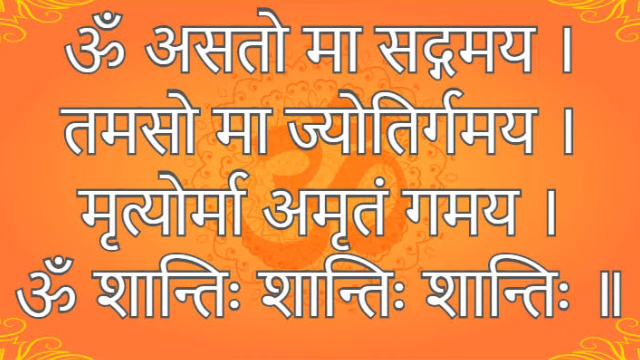 ॐ असतो मा सद्गमय ।
तमसो मा ज्योतिर्गमय ।
मृत्योर्मा अमृतं गमय ।
ॐ शान्तिः शान्तिः शान्तिः ॥